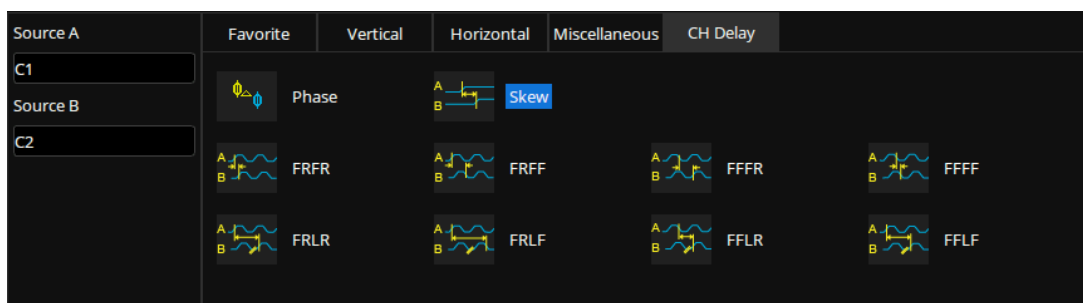 Source A
C1
Source B
C2
Favorite Vertical Horizontal Miscellaneous CH Delay
Φ Φ Phase A B Skew
A B FRFR A B FRFF A B FFFR A B FFFF
A B FRLR A B FRLF A B FFLR A B FFLF